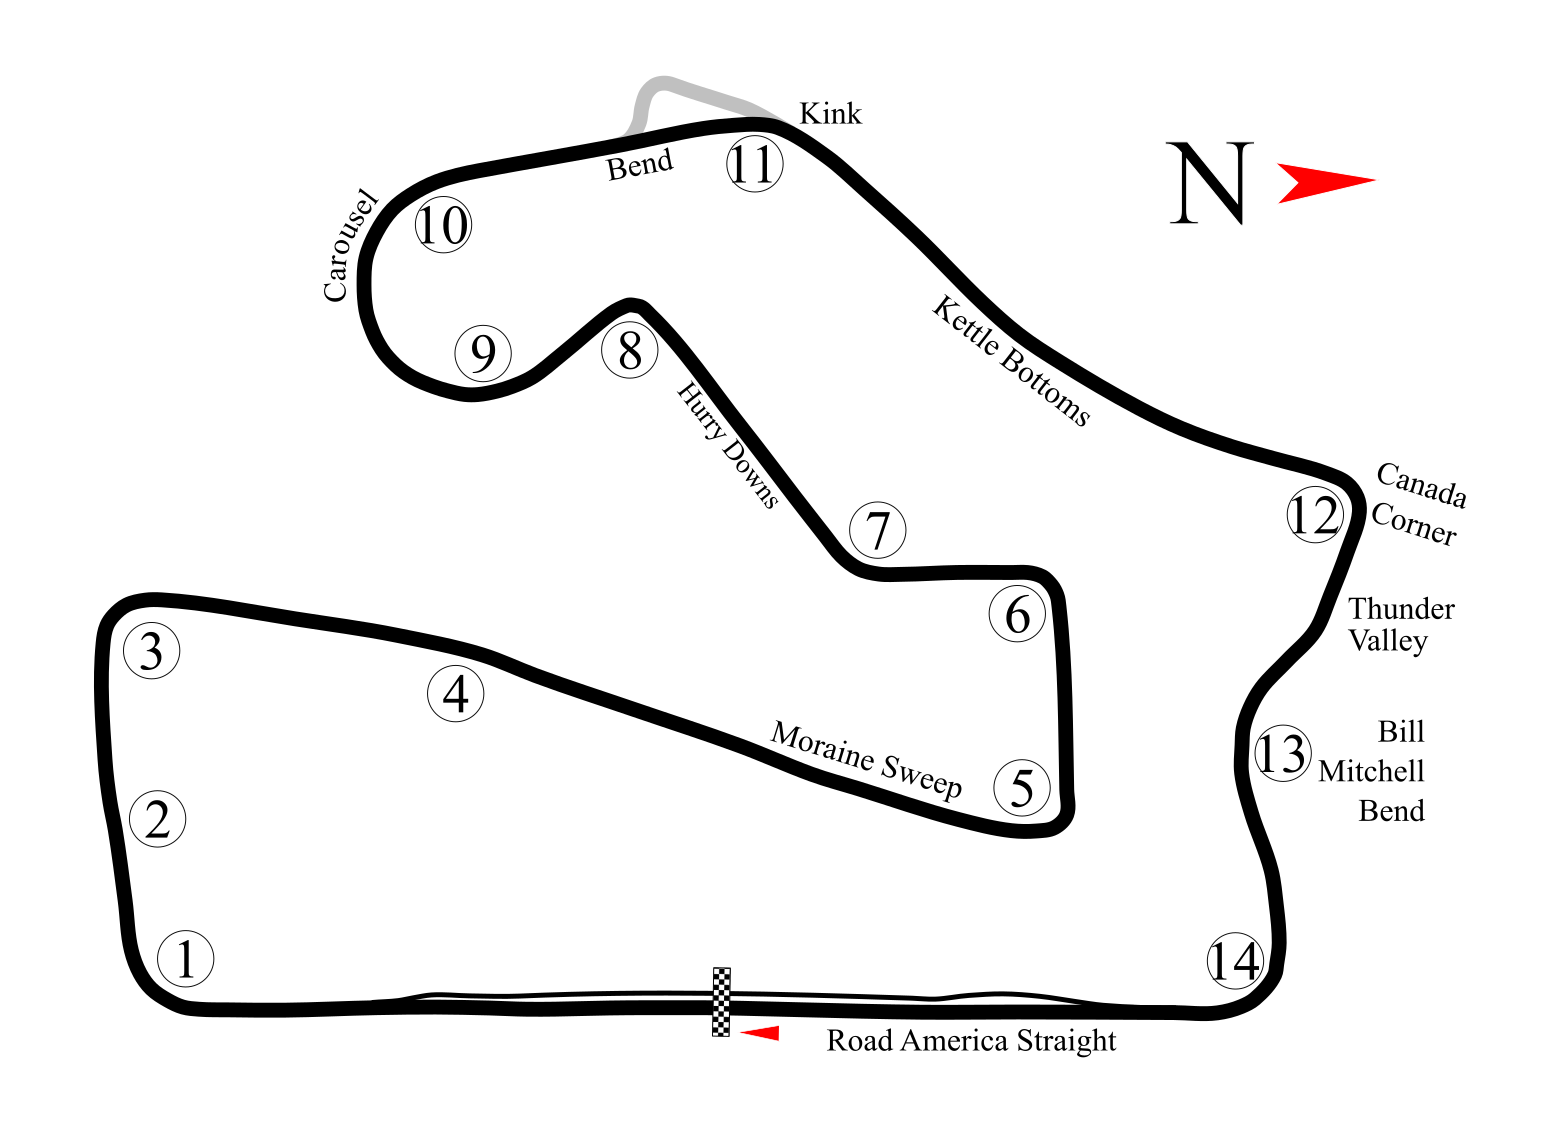 Kink
Bend
11
N
Carousel
10
Kettle Bottoms
9
8
Hurry Downs
Canada
Corner
12
7
6
Thunder
Valley
3
4
Moraine Sweep
5
13
Bill
Mitchell
Bend
2
1
14
Road America Straight